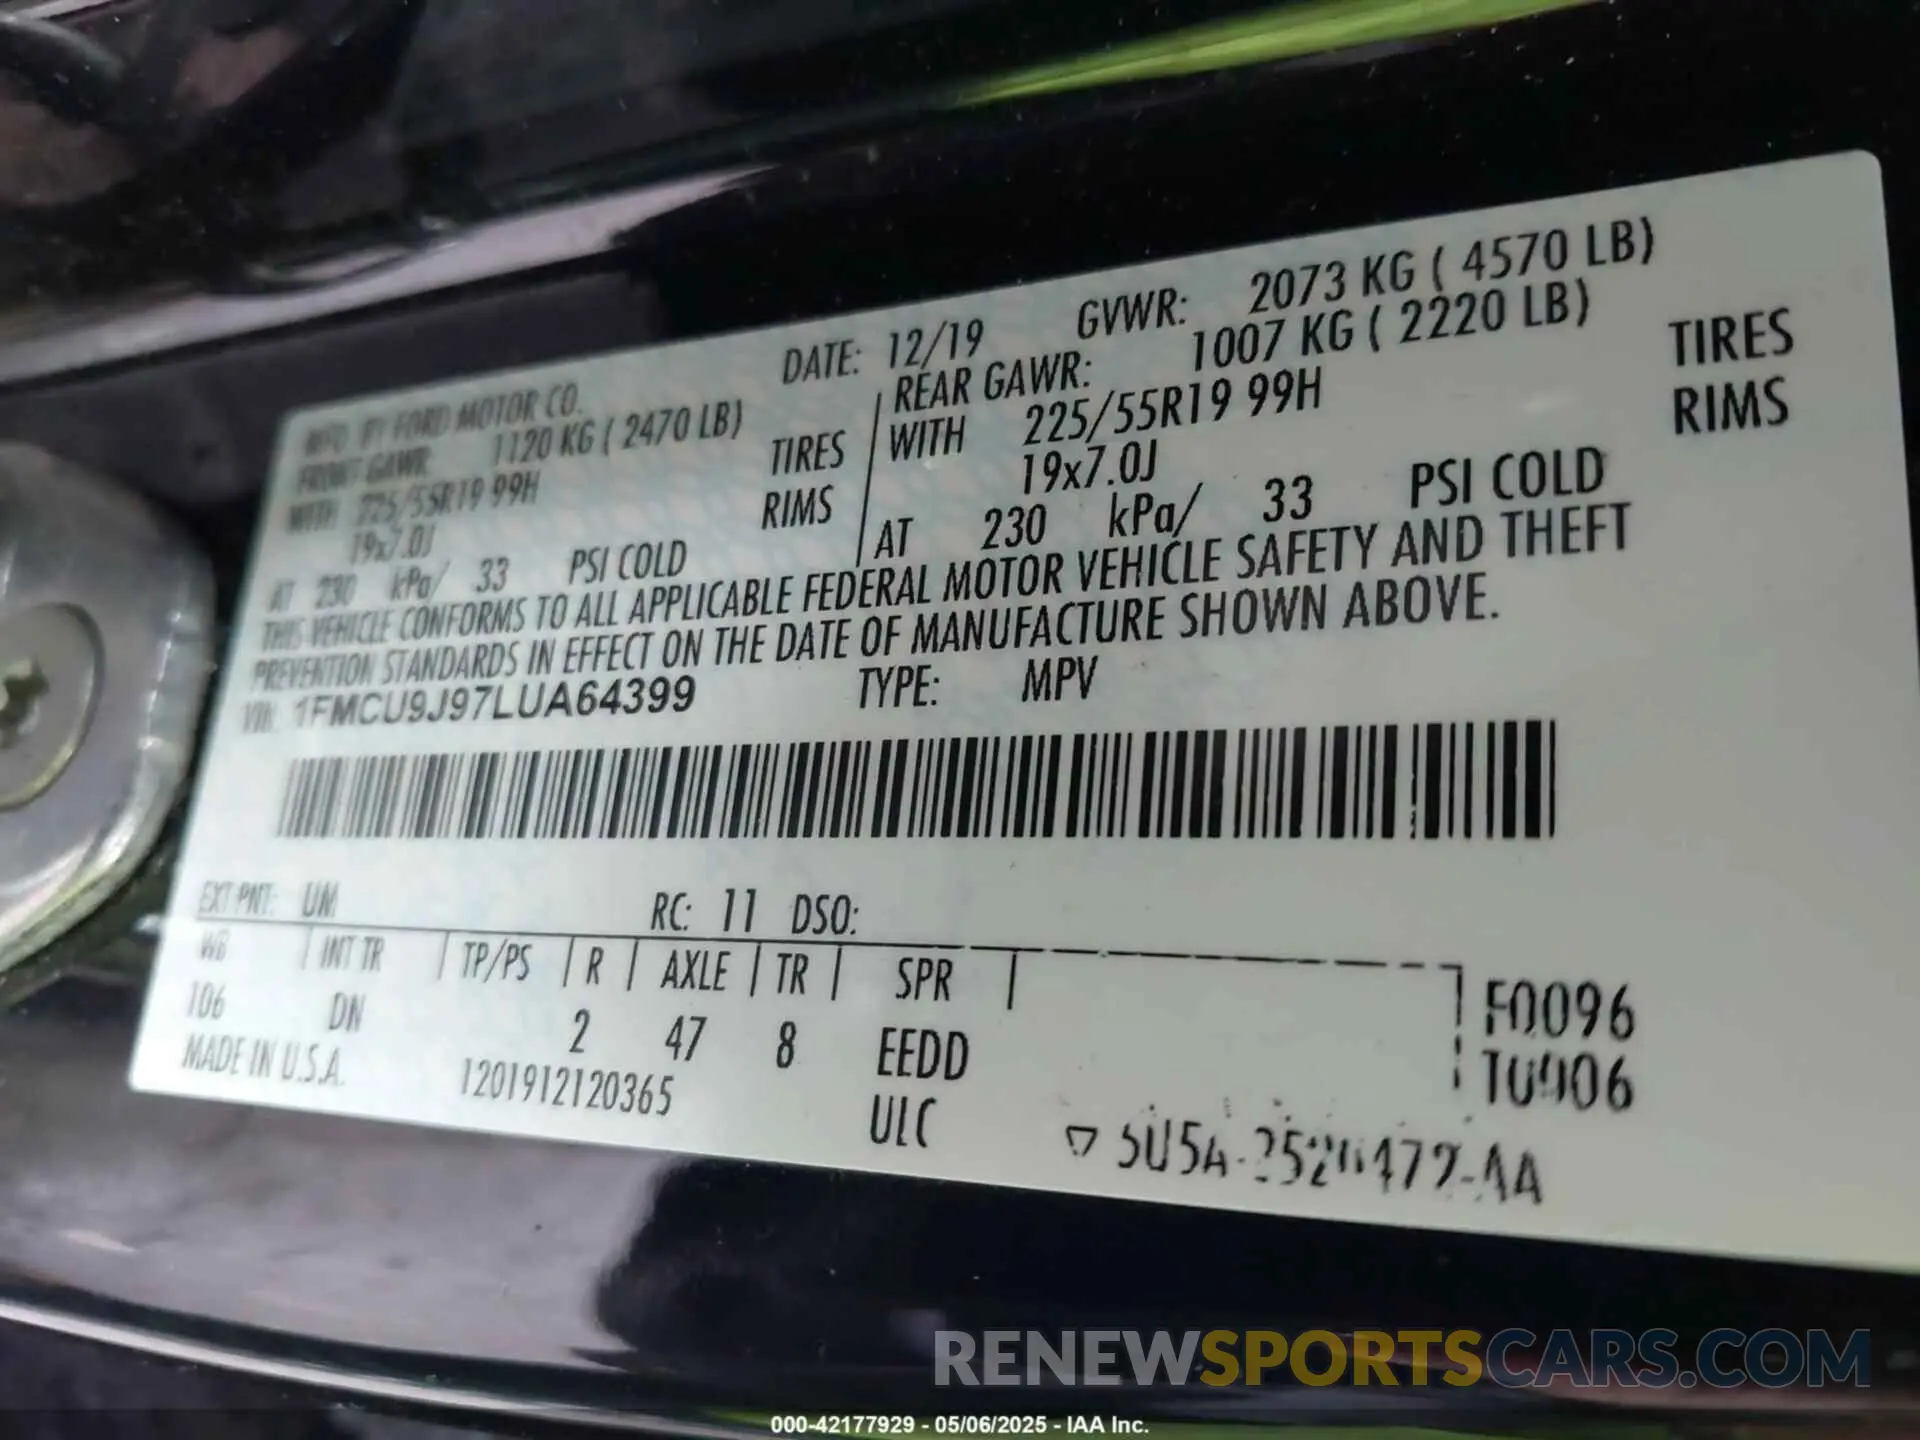 MFD. BY FORD MOTOR CO. DATE: 12/19 GVWR: 2073 KG ( 4570 LB)
FRONT GAWR: 1120 KG ( 2470 LB) REAR GAWR: 1007 KG ( 2220 LB)
WITH 225/55R19 99H TIRES WITH 225/55R19 99H TIRES
19x7.0J RIMS 19x7.0J RIMS
AT 230 kPa/ 33 PSI COLD AT 230 kPa/ 33 PSI COLD
THIS VEHICLE CONFORMS TO ALL APPLICABLE FEDERAL MOTOR VEHICLE SAFETY AND THEFT
PREVENTION STANDARDS IN EFFECT ON THE DATE OF MANUFACTURE SHOWN ABOVE.
VIN: 1FMCU9J97LUA64399 TYPE: MPV
EXT PNT: UM RC: 11 DSO:
WB INT TR TP/PS R AXLE TR SPR F0096
106 DN 2 47 8 EEDD
MADE IN U.S.A. 1201912120365 ULC
RENEWSPORTSCARS.COM
000-42177929 - 05/06/2025 - IAA Inc.